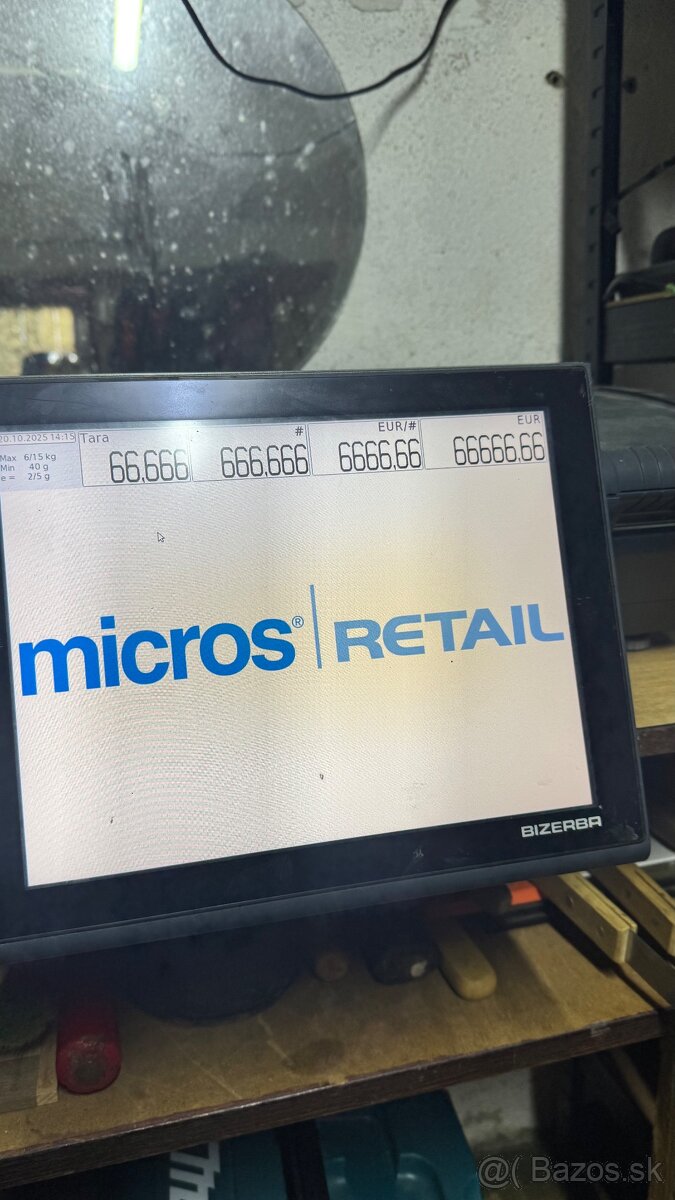 20.10.2025 14:15
Max 6/15 kg
Min 40 g
e = 2/5 g
Tara
66,666
#
666,666
EUR/#
6666,66
EUR
66666,66
micros® | RETAIL
BIZERBA
@( Bazos.sk